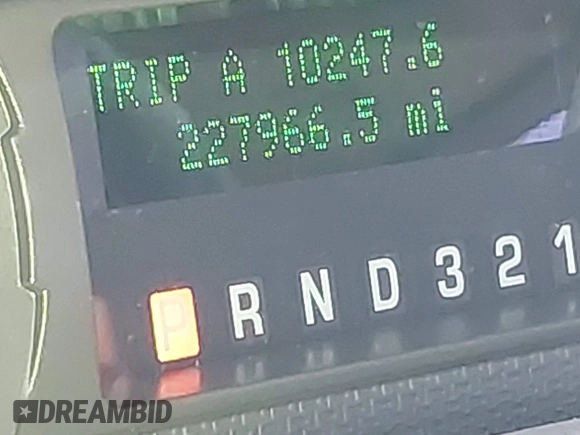 TRIP A 10247.6
227966.5 mi
P R N D 3 2 1
DREAMBID